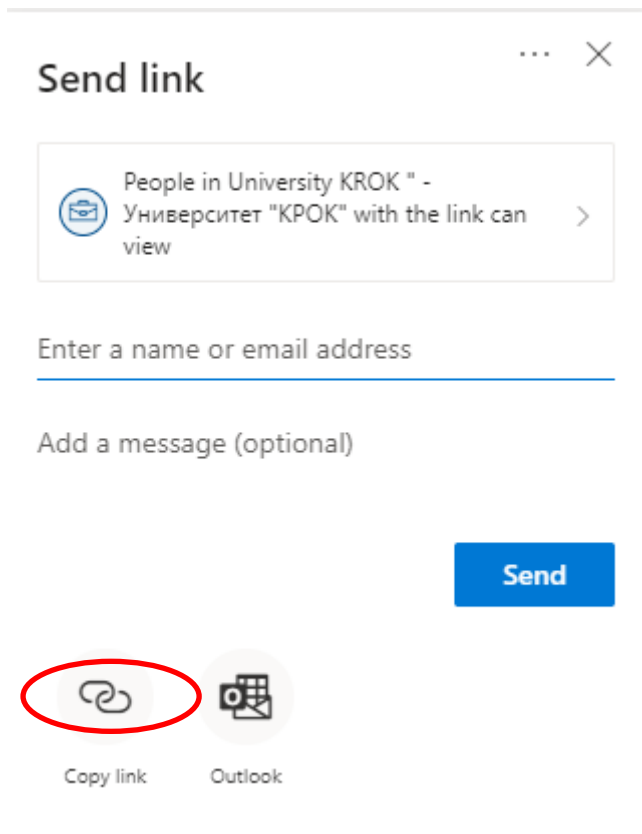 Send link
People in University KROK " -
Университет "КРОК" with the link can
view
Enter a name or email address
Add a message (optional)
Send
Copy link
Outlook